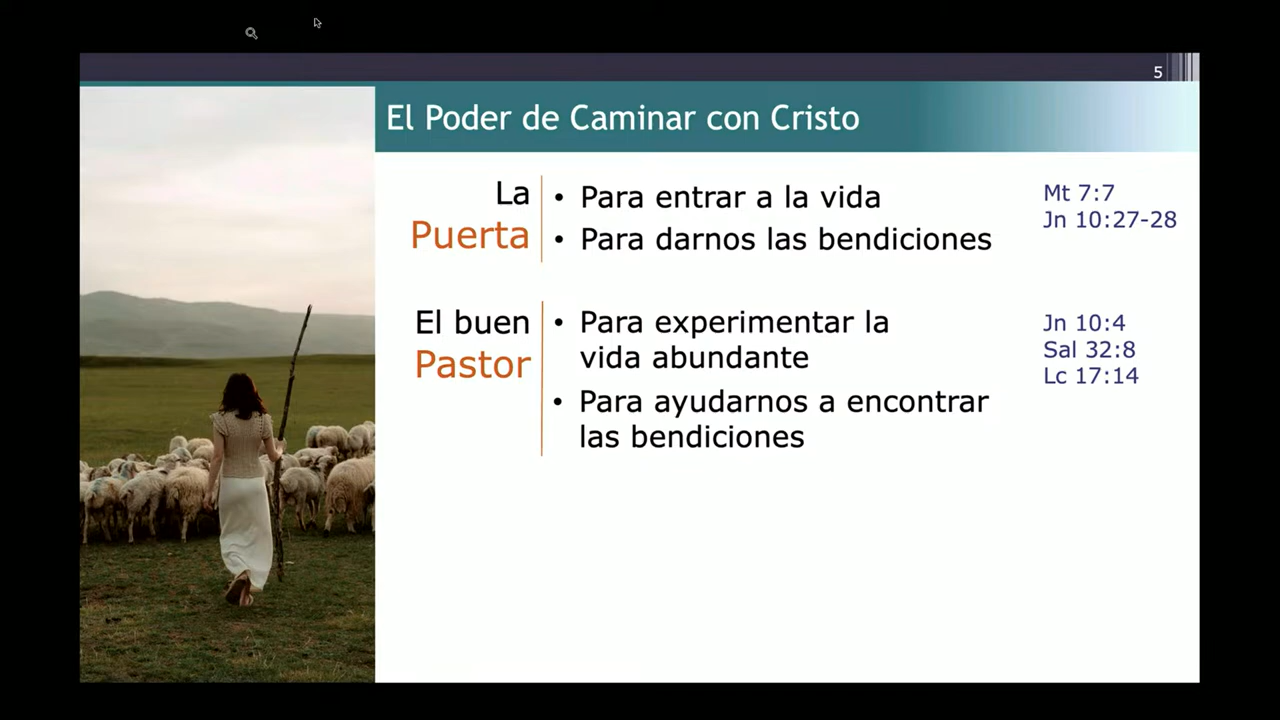 5
El Poder de Caminar con Cristo
La
Puerta
• Para entrar a la vida
• Para darnos las bendiciones
Mt 7:7
Jn 10:27-28
El buen
Pastor
• Para experimentar la
vida abundante
• Para ayudarnos a encontrar
las bendiciones
Jn 10:4
Sal 32:8
Lc 17:14